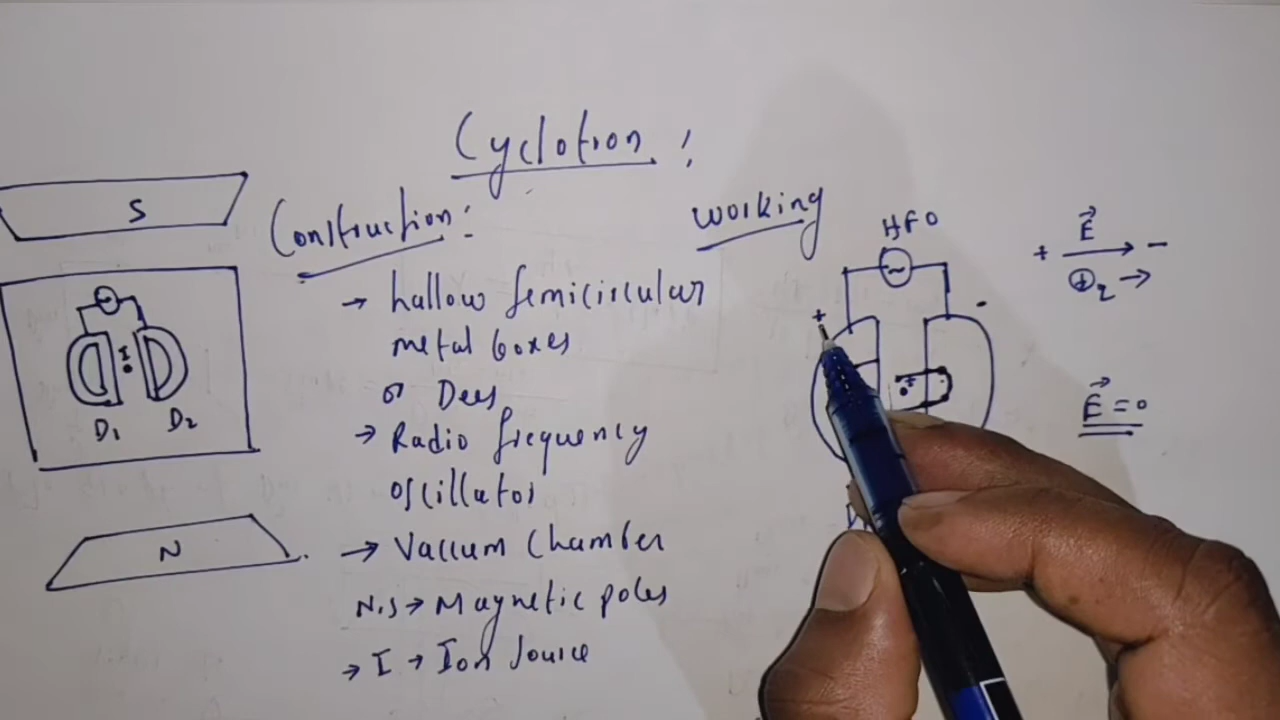 Cyclotron :
S
D1 D2
N
Construction :
→ hallow semicircular
metal boxes
or Dees
→ Radio frequency
oscillator
→ Vaccum Chamber
N,S → Magnetic poles
→ I → Ion Source
I
working
HFO
+ -
+
+ E⃗ → -
⊕q →
E⃗ = 0